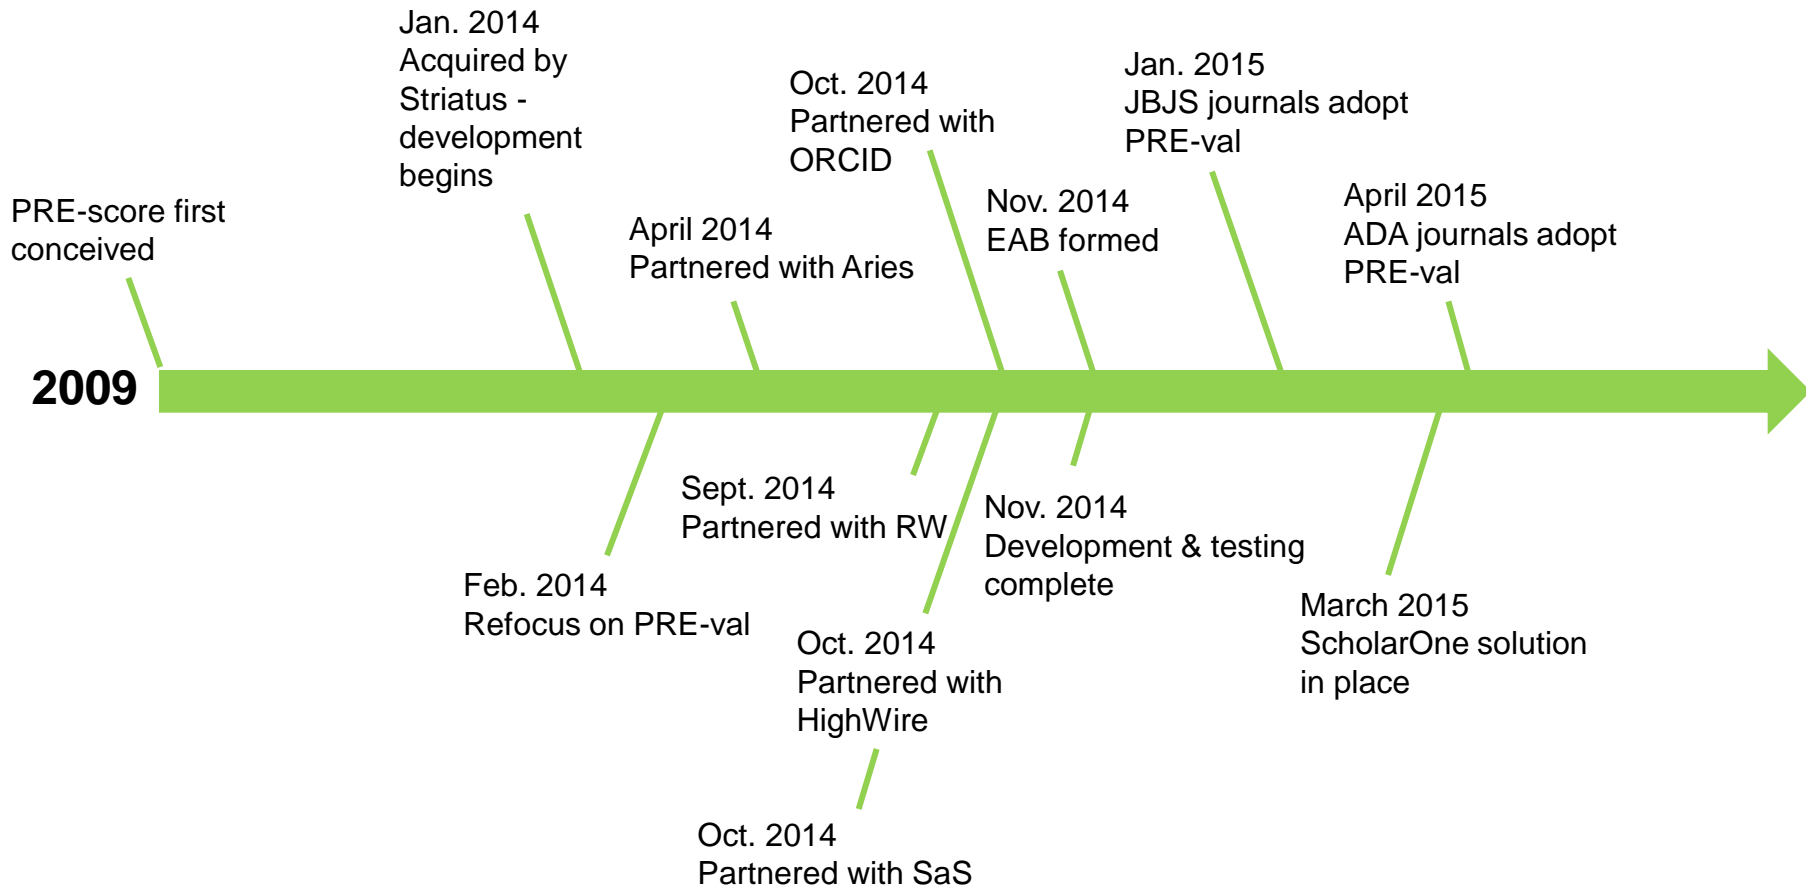 Jan. 2014
Acquired by
Striatus -
development
begins
Oct. 2014
Partnered with
ORCID
Jan. 2015
JBJS journals adopt
PRE-val
PRE-score first
conceived
April 2014
Partnered with Aries
Nov. 2014
EAB formed
April 2015
ADA journals adopt
PRE-val
2009
Sept. 2014
Partnered with RW
Nov. 2014
Development & testing
complete
Feb. 2014
Refocus on PRE-val
Oct. 2014
Partnered with
HighWire
March 2015
ScholarOne solution
in place
Oct. 2014
Partnered with SaS